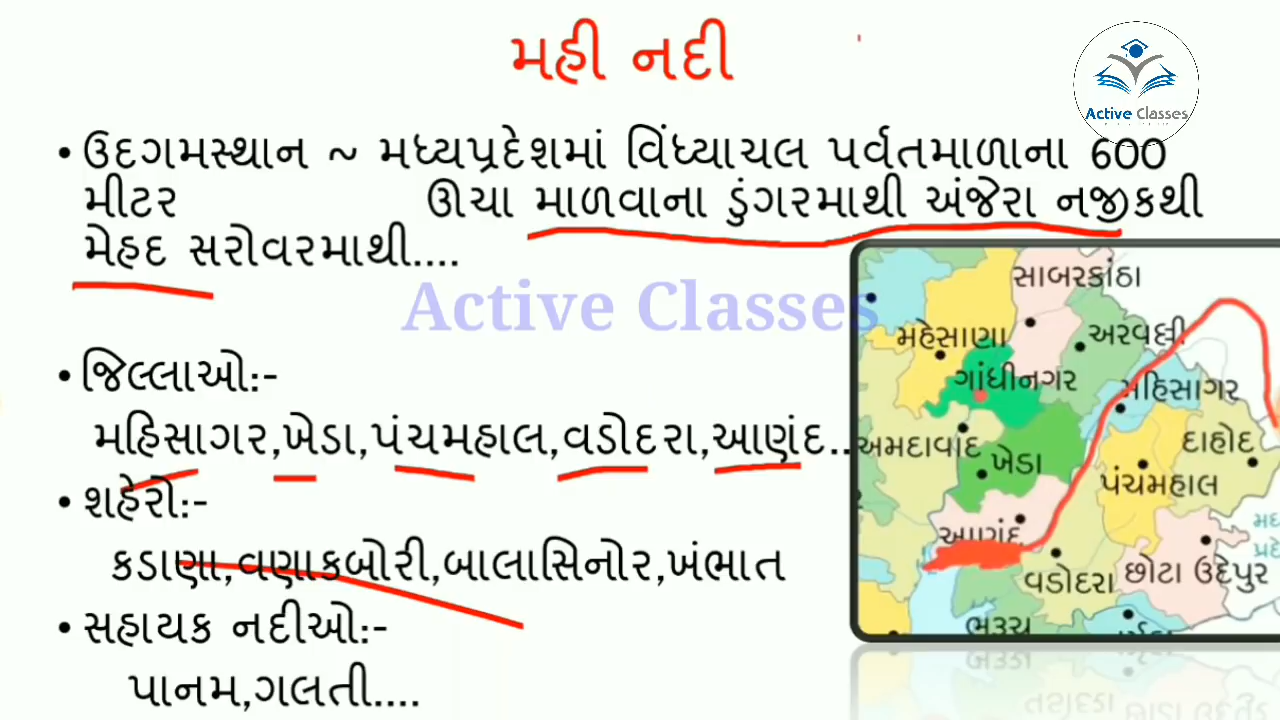 મહી નદી
Active Classes
• ઉદગમસ્થાન ~ મધ્યપ્રદેશમાં વિંધ્યાચલ પર્વતમાળાના 600
મીટર ઊચા માળવાના ડુંગરમાથી અંજેરા નજીકથી
મેહદ સરોવરમાથી....
Active Classes
• જિલ્લાઓ:-
મહિસાગર,ખેડા,પંચમહાલ,વડોદરા,આણંદ..
• શહેરો:-
કડાણા,વણાકબોરી,બાલાસિનોર,ખંભાત
• સહાયક નદીઓ:-
પાનમ,ગલતી....
સાબરકાંઠા
મહેસાણા
અરવલ્લી
ગાંધીનગર
મહિસાગર
અમદાવાદ
ખેડા
દાહોદ
પંચમહાલ
આણંદ
વડોદરા
છોટા ઉદેપુર
ભરૂચ